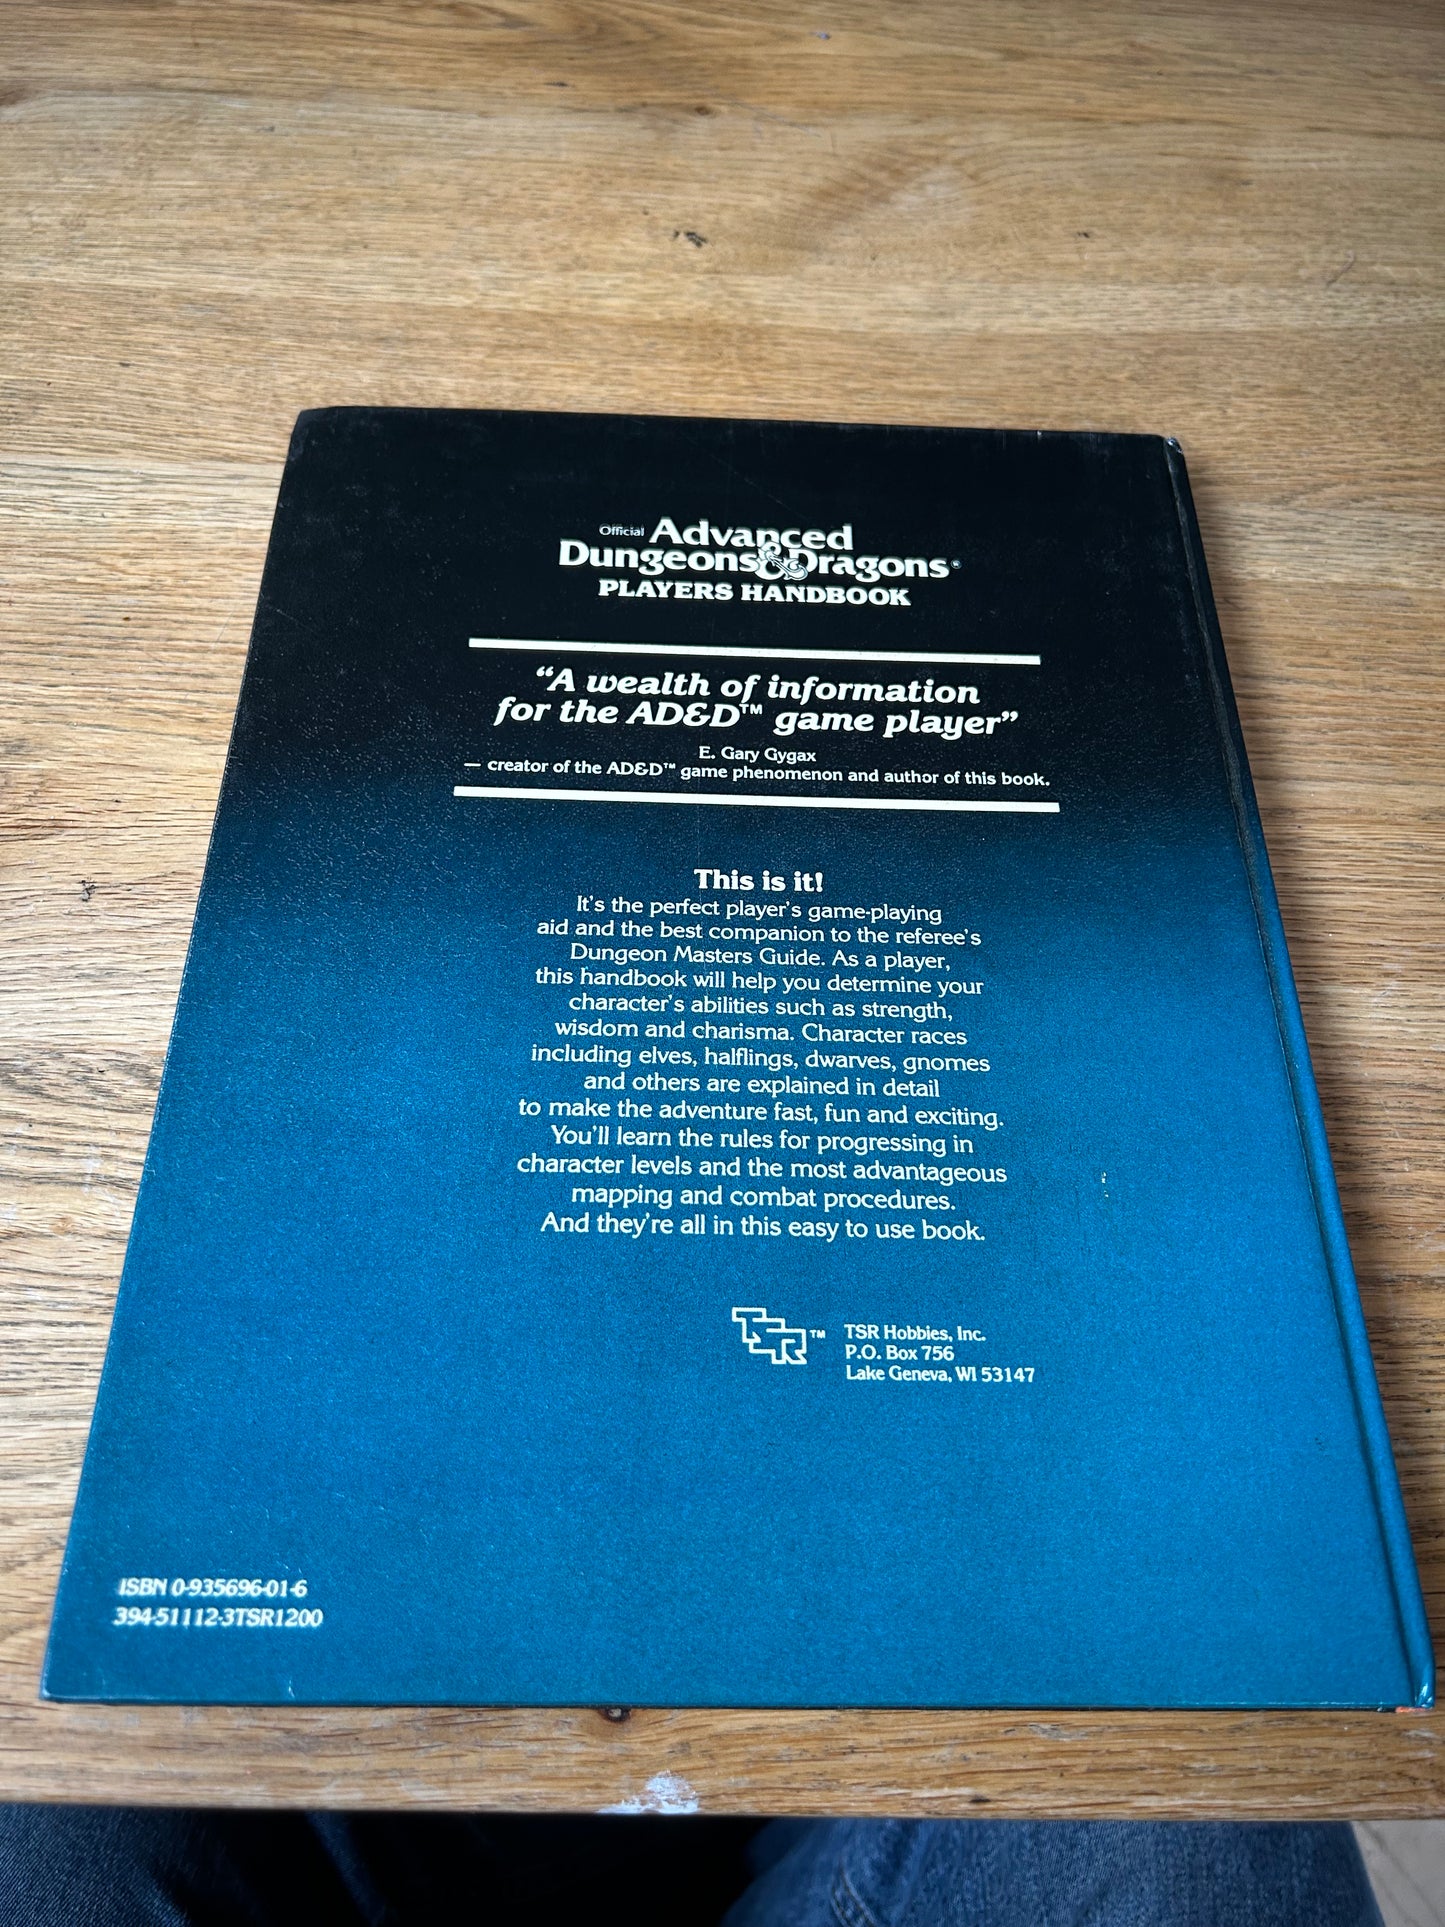 Official Advanced
Dungeons & Dragons®
PLAYERS HANDBOOK
“A wealth of information
for the AD&D™ game player”
E. Gary Gygax
— creator of the AD&D™ game phenomenon and author of this book.
This is it!
It's the perfect player's game-playing
aid and the best companion to the referee's
Dungeon Masters Guide. As a player,
this handbook will help you determine your
character's abilities such as strength,
wisdom and charisma. Character races
including elves, halflings, dwarves, gnomes
and others are explained in detail
to make the adventure fast, fun and exciting.
You'll learn the rules for progressing in
character levels and the most advantageous
mapping and combat procedures.
And they're all in this easy to use book.
TSR™
TSR Hobbies, Inc.
P.O. Box 756
Lake Geneva, WI 53147
ISBN 0-935696-01-6
394-51112-3TSR1200